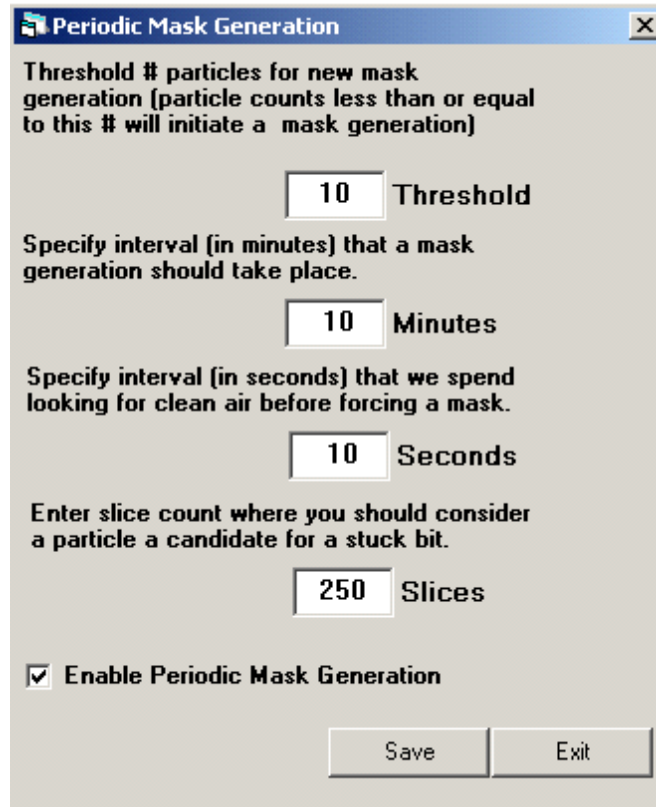 Periodic Mask Generation
Threshold # particles for new mask
generation (particle counts less than or equal
to this # will initiate a mask generation)
10 Threshold
Specify interval (in minutes) that a mask
generation should take place.
10 Minutes
Specify interval (in seconds) that we spend
looking for clean air before forcing a mask.
10 Seconds
Enter slice count where you should consider
a particle a candidate for a stuck bit.
250 Slices
Enable Periodic Mask Generation
Save Exit